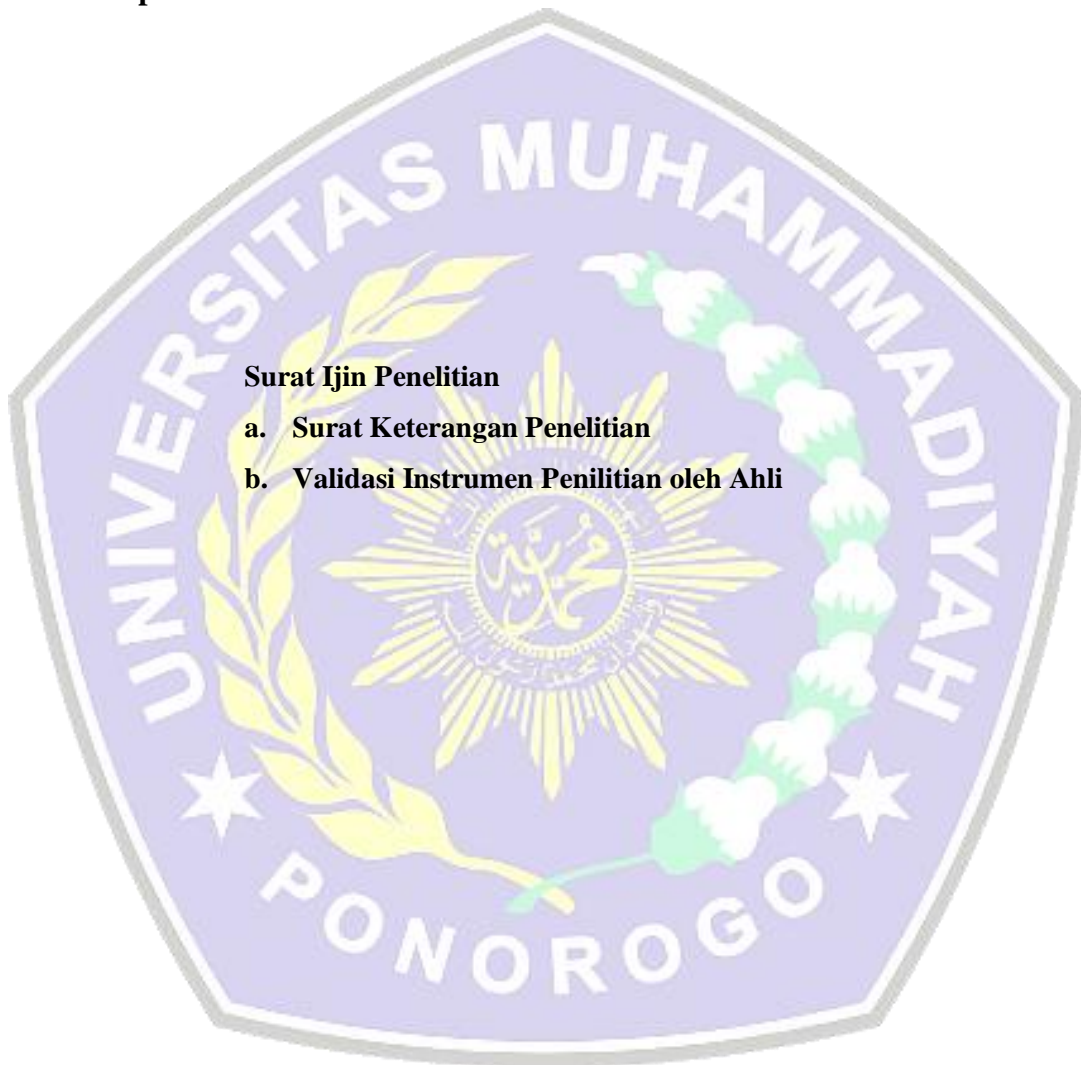 UNIVERSITAS MUHAMMADIYAH
Surat Ijin Penelitian
a. Surat Keterangan Penelitian
b. Validasi Instrumen Penilitian oleh Ahli
PONOROGO